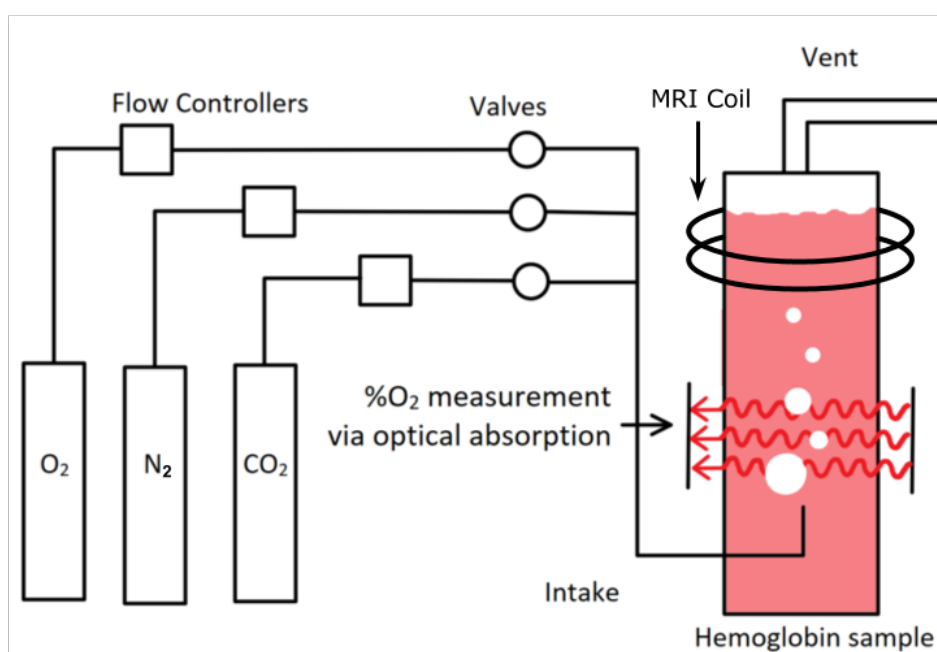 Vent
MRI Coil
Flow Controllers
Valves
%O₂ measurement
via optical absorption
O₂
N₂
CO₂
Intake
Hemoglobin sample